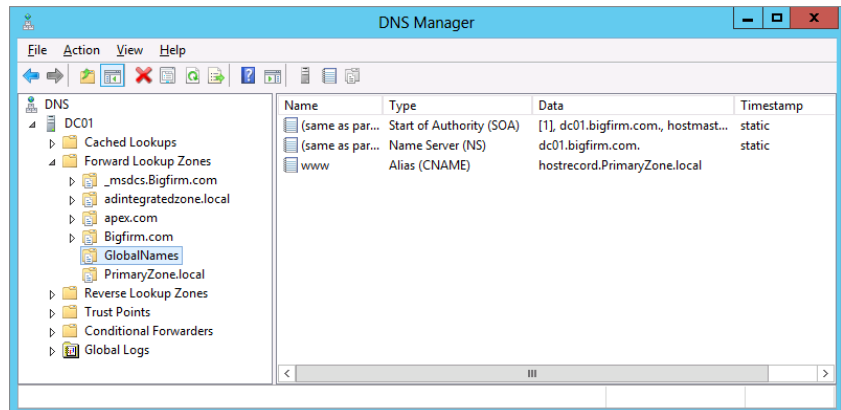 DNS Manager
File Action View Help
DNS
DC01
Cached Lookups
Forward Lookup Zones
_msdcs.Bigfirm.com
adintegratedzone.local
apex.com
Bigfirm.com
GlobalNames
PrimaryZone.local
Reverse Lookup Zones
Trust Points
Conditional Forwarders
Global Logs
Name Type Data Timestamp
(same as par... Start of Authority (SOA) [1], dc01.bigfirm.com., hostmast... static
(same as par... Name Server (NS) dc01.bigfirm.com. static
www Alias (CNAME) hostrecord.PrimaryZone.local